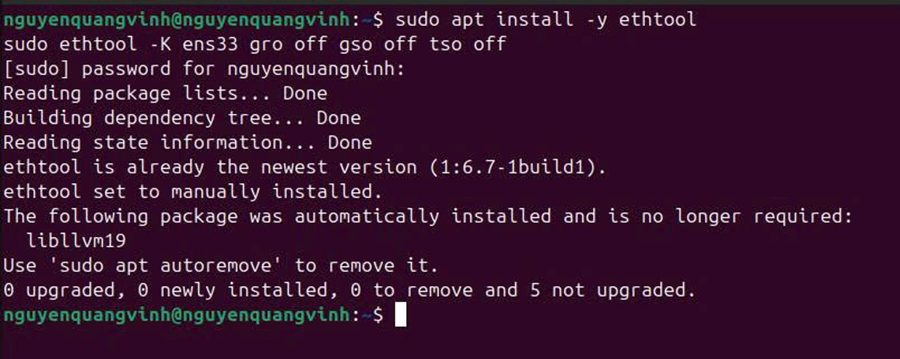 nguyenquangvinh@nguyenquangvinh:~$ sudo apt install -y ethtool
sudo ethtool -K ens33 gro off gso off tso off
[sudo] password for nguyenquangvinh:
Reading package lists... Done
Building dependency tree... Done
Reading state information... Done
ethtool is already the newest version (1:6.7-1build1).
ethtool set to manually installed.
The following package was automatically installed and is no longer required:
  libllvm19
Use 'sudo apt autoremove' to remove it.
0 upgraded, 0 newly installed, 0 to remove and 5 not upgraded.
nguyenquangvinh@nguyenquangvinh:~$